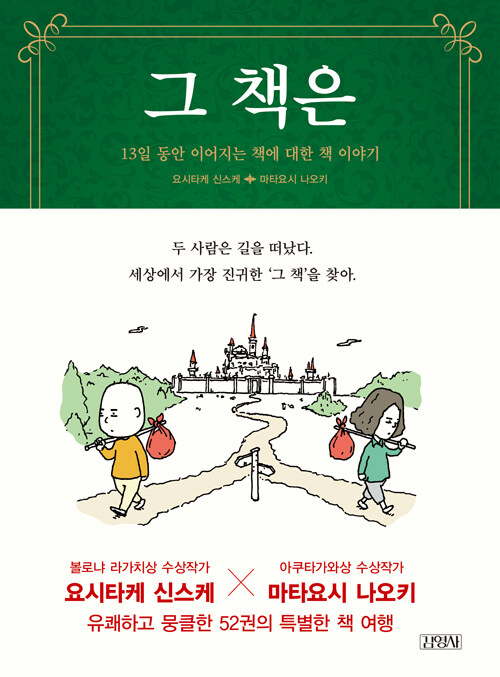 그 책은
13일 동안 이어지는 책에 대한 책 이야기
요시타케 신스케 ✦ 마타요시 나오키
두 사람은 길을 떠났다.
세상에서 가장 진귀한 ‘그 책’을 찾아.
볼로냐 라가치상 수상작가
요시타케 신스케
×
아쿠타가와상 수상작가
마타요시 나오키
유쾌하고 뭉클한 52권의 특별한 책 여행
김영사